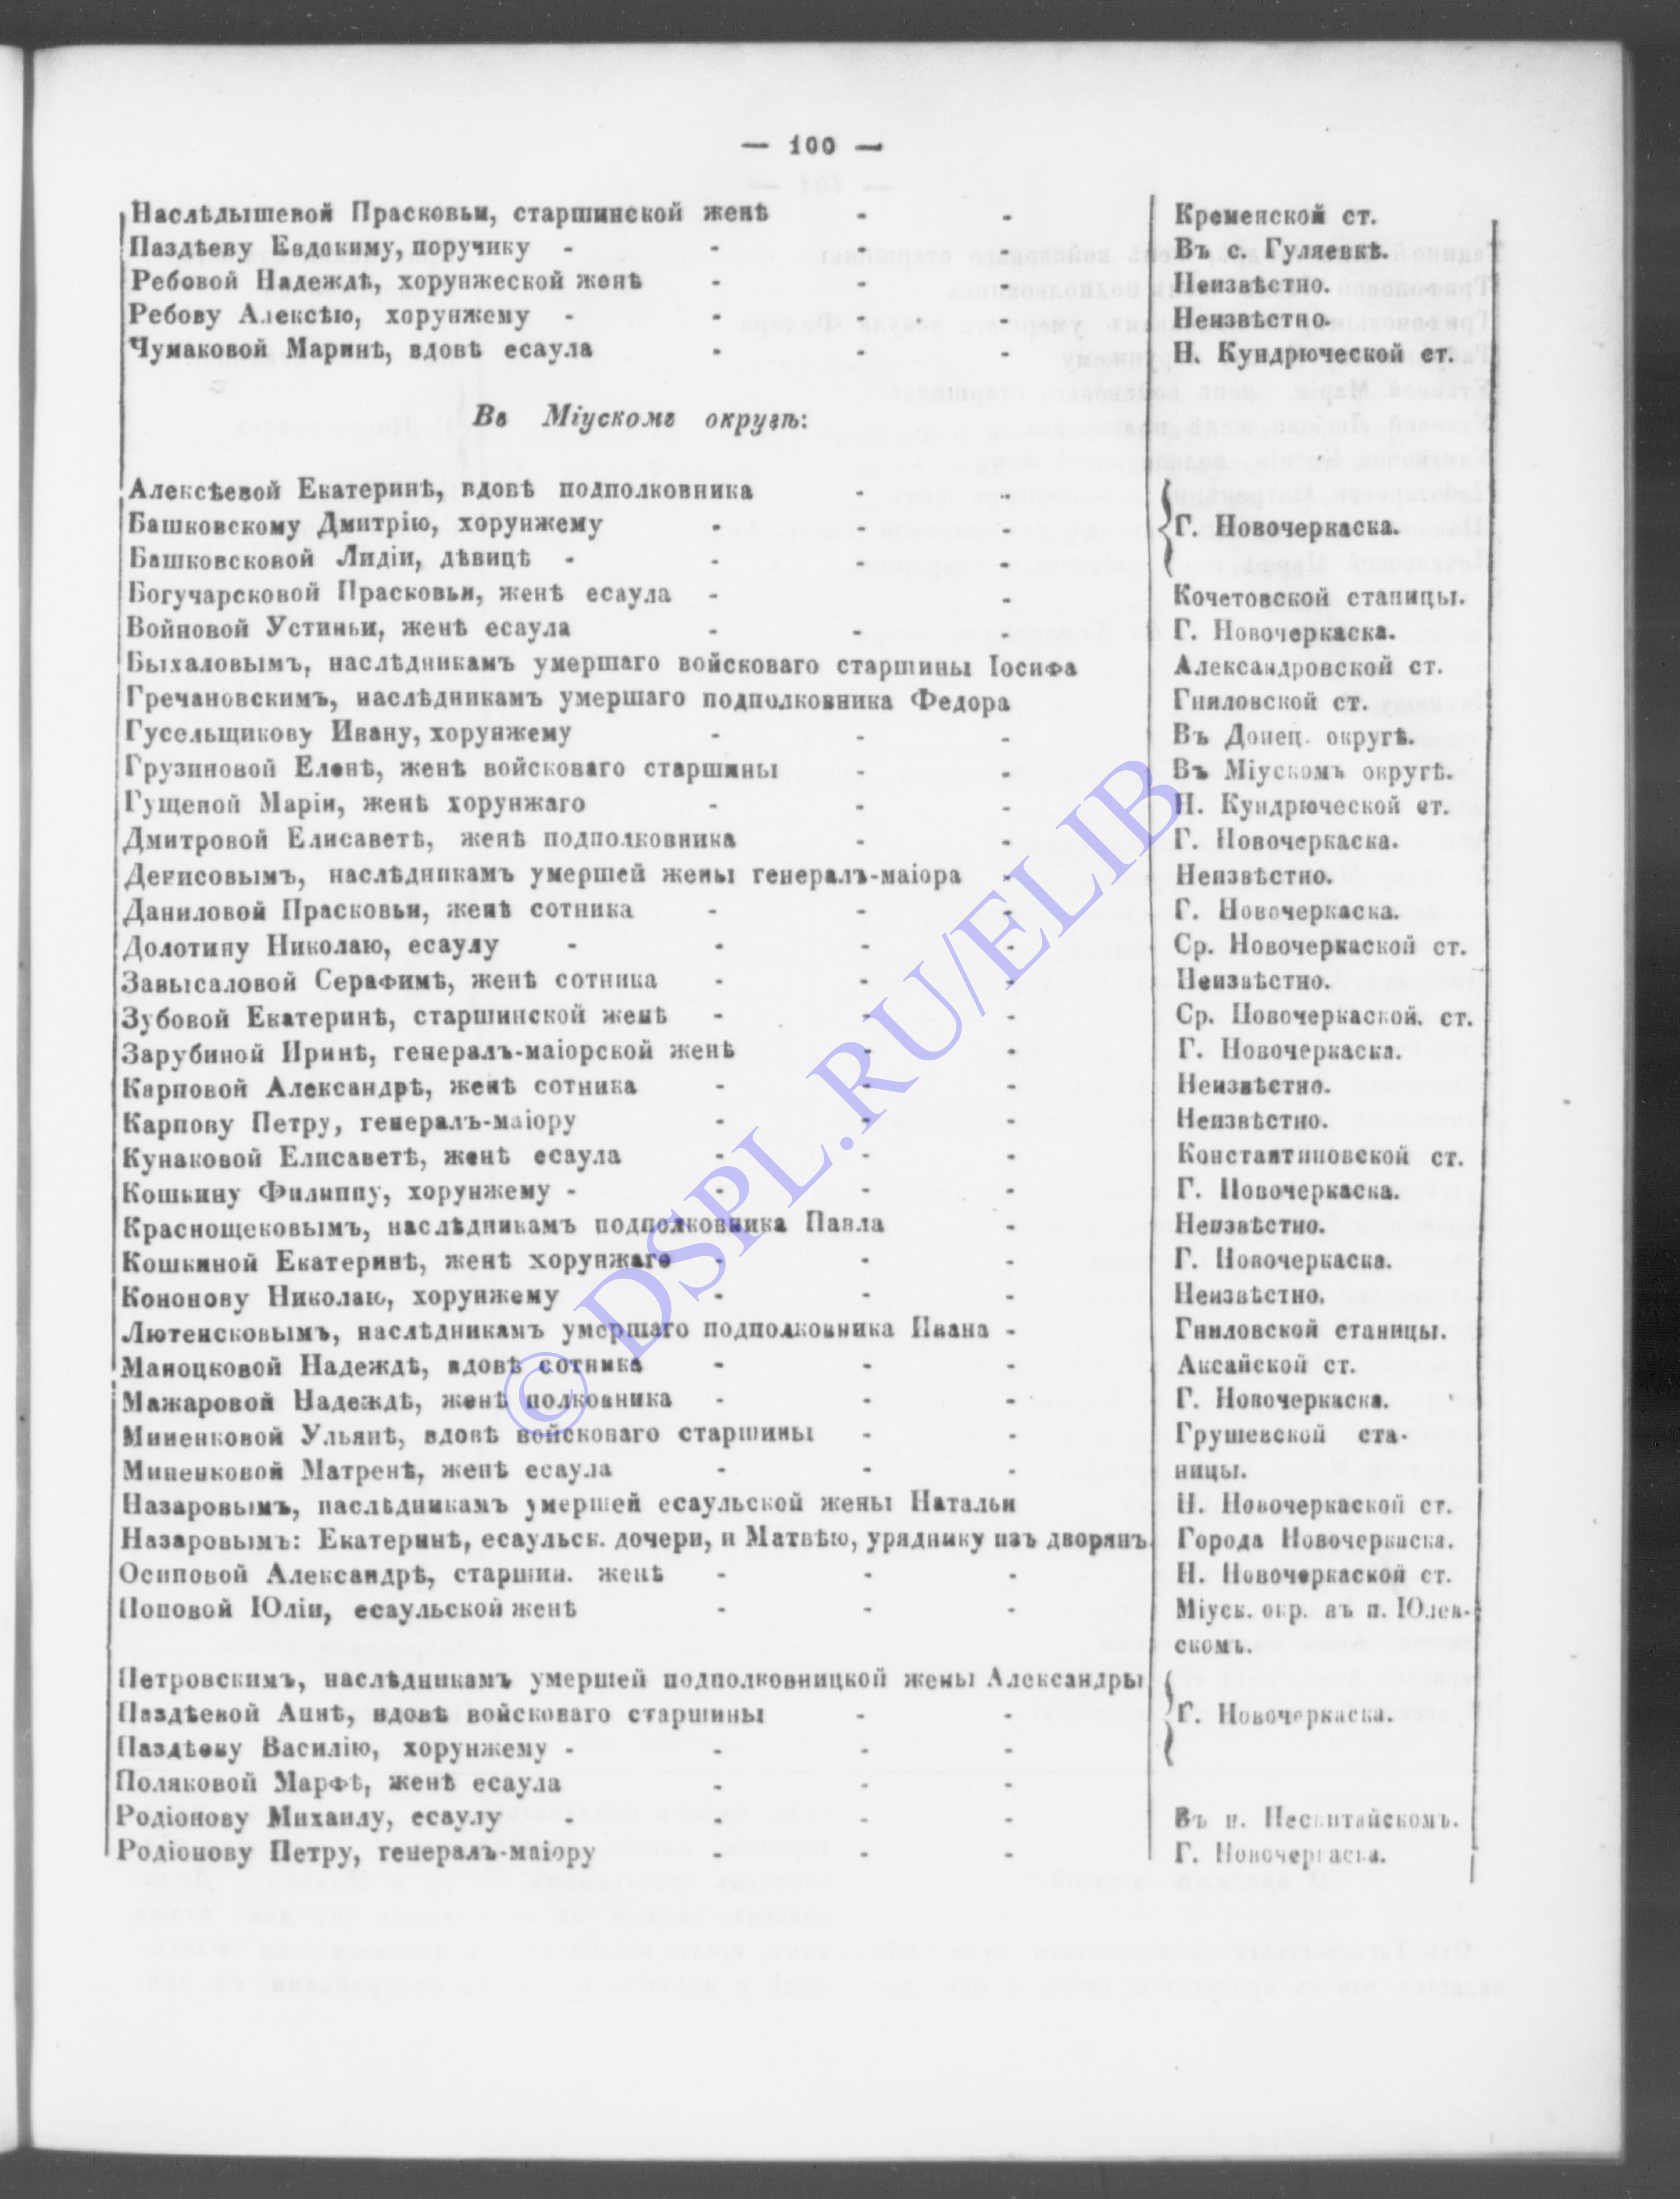 — 100 —
Наслѣдышевой Прасковьи, старшинской женѣ - - Кременской ст.
Паздѣеву Евдокиму, поручику - - - - Въ с. Гуляевкѣ.
Ребовой Надеждѣ, хорунжеской женѣ - - - Неизвѣстно.
Ребову Алексѣю, хорунжему - - - - Неизвѣстно.
Чумаковой Маринѣ, вдовѣ есаула - - - Н. Кундрюческой ст.
Въ Міускомъ округѣ:
Алексѣевой Екатеринѣ, вдовѣ подполковника - -
Башковскому Дмитрію, хорунжему - - - Г. Новочеркаска.
Башковсковой Лидіи, дѣвицѣ - - - -
Богучарсковой Прасковьи, женѣ есаула - - Кочетовской станицы.
Войновой Устиньи, женѣ есаула - - - Г. Новочеркаска.
Быхаловымъ, наслѣдникамъ умершаго войсковаго старшины Іосифа Александровской ст.
Гречановскимъ, наслѣдникамъ умершаго подполковника Федора Гниловской ст.
Гусельщикову Ивану, хорунжему - - - Въ Донец. округѣ.
Грузиновой Еленѣ, женѣ войсковаго старшины - - Въ Міускомъ округѣ.
Гущеной Маріи, женѣ хорунжаго - - - Н. Кундрюческой ст.
Дмитровой Елисаветѣ, женѣ подполковника - - Г. Новочеркаска.
Денисовымъ, наслѣдникамъ умершей жены генералъ-маіора - Неизвѣстно.
Даниловой Прасковьи, женѣ сотника - - - Г. Новочеркаска.
Долотину Николаю, есаулу - - - - Ср. Новочеркаской ст.
Завысаловой Серафимѣ, женѣ сотника - - - Неизвѣстно.
Зубовой Екатеринѣ, старшинской женѣ - - - Ср. Новочеркаской. ст.
Зарубиной Иринѣ, генералъ-маіорской женѣ - - Г. Новочеркаска.
Карповой Александрѣ, женѣ сотника - - - Неизвѣстно.
Карпову Петру, генералъ-маіору - - - Неизвѣстно.
Кунаковой Елисаветѣ, женѣ есаула - - - Константиновской ст.
Кошкину Филиппу, хорунжему - - - - Г. Новочеркаска.
Краснощековымъ, наслѣдникамъ подполковника Павла - Неизвѣстно.
Кошкиной Екатеринѣ, женѣ хорунжаго - - - Г. Новочеркаска.
Кононову Николаю, хорунжему - - - Неизвѣстно.
Лютенсковымъ, наслѣдникамъ умершаго подполковника Ивана - Гниловской станицы.
Маноцковой Надеждѣ, вдовѣ сотника - - - Аксайской ст.
Мажаровой Надеждѣ, женѣ полковника - - - Г. Новочеркаска.
Миненковой Ульянѣ, вдовѣ войсковаго старшины - - Грушевской ста-
Миненковой Матренѣ, женѣ есаула - - - ницы.
Назаровымъ, наслѣдникамъ умершей есаульской жены Натальи Н. Новочеркаской ст.
Назаровымъ: Екатеринѣ, есаульск. дочери, и Матвѣю, уряднику изъ дворянъ Города Новочеркаска.
Осиповой Александрѣ, старшин. женѣ - - - Н. Новочеркаской ст.
Поповой Юліи, есаульской женѣ - - - Міуск. окр. въ п. Юлев-
скомъ.
Петровскимъ, наслѣдникамъ умершей подполковницкой жены Александры
Паздѣевой Аннѣ, вдовѣ войсковаго старшины - - Г. Новочеркаска.
Паздѣеву Василію, хорунжему - - - -
Поляковой Марфѣ, женѣ есаула - - -
Родіонову Михаилу, есаулу - - - - Въ п. Несвитайскомъ.
Родіонову Петру, генералъ-маіору - - - Г. Новочеркаска.
© DSPL.RU/ELIB